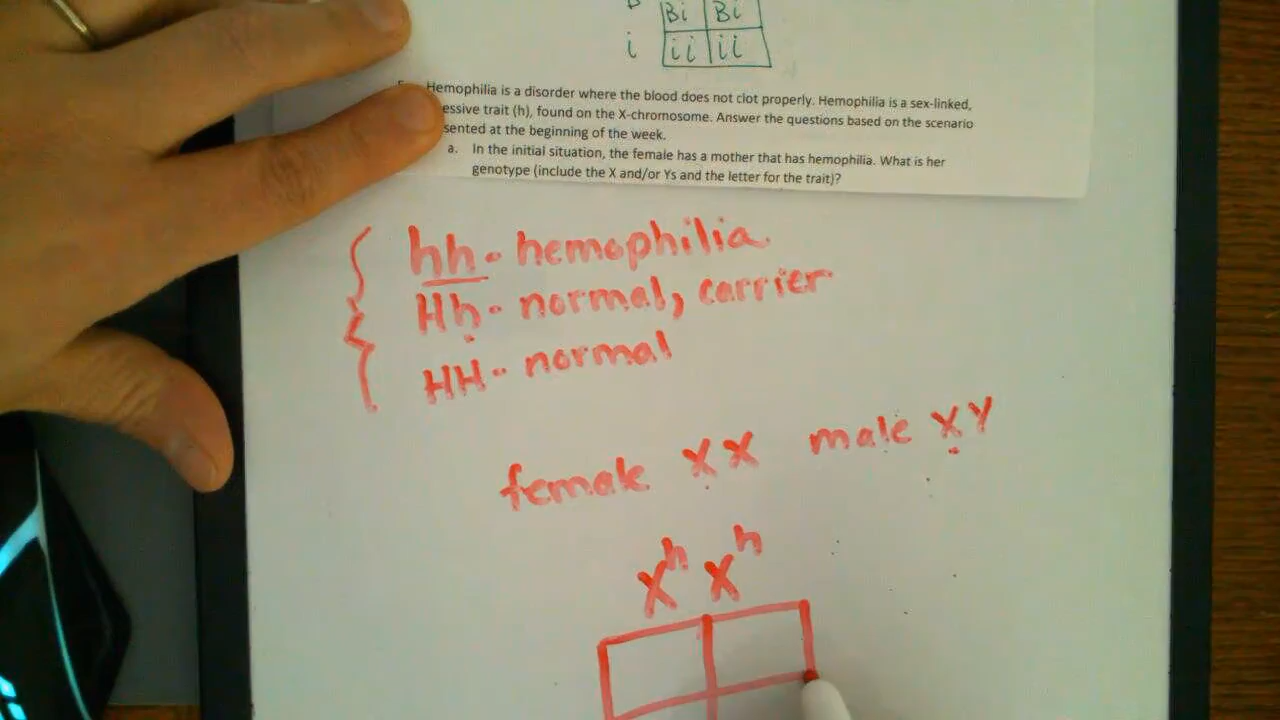 Bi Bi
i ii ii
Hemophilia is a disorder where the blood does not clot properly. Hemophilia is a sex-linked,
essive trait (h), found on the X-chromosome. Answer the questions based on the scenario
sented at the beginning of the week.
a. In the initial situation, the female has a mother that has hemophilia. What is her
genotype (include the X and/or Ys and the letter for the trait)?
hh - hemophilia.
Hh - normal, carrier
HH - normal
female XX male XY
X^h X^h